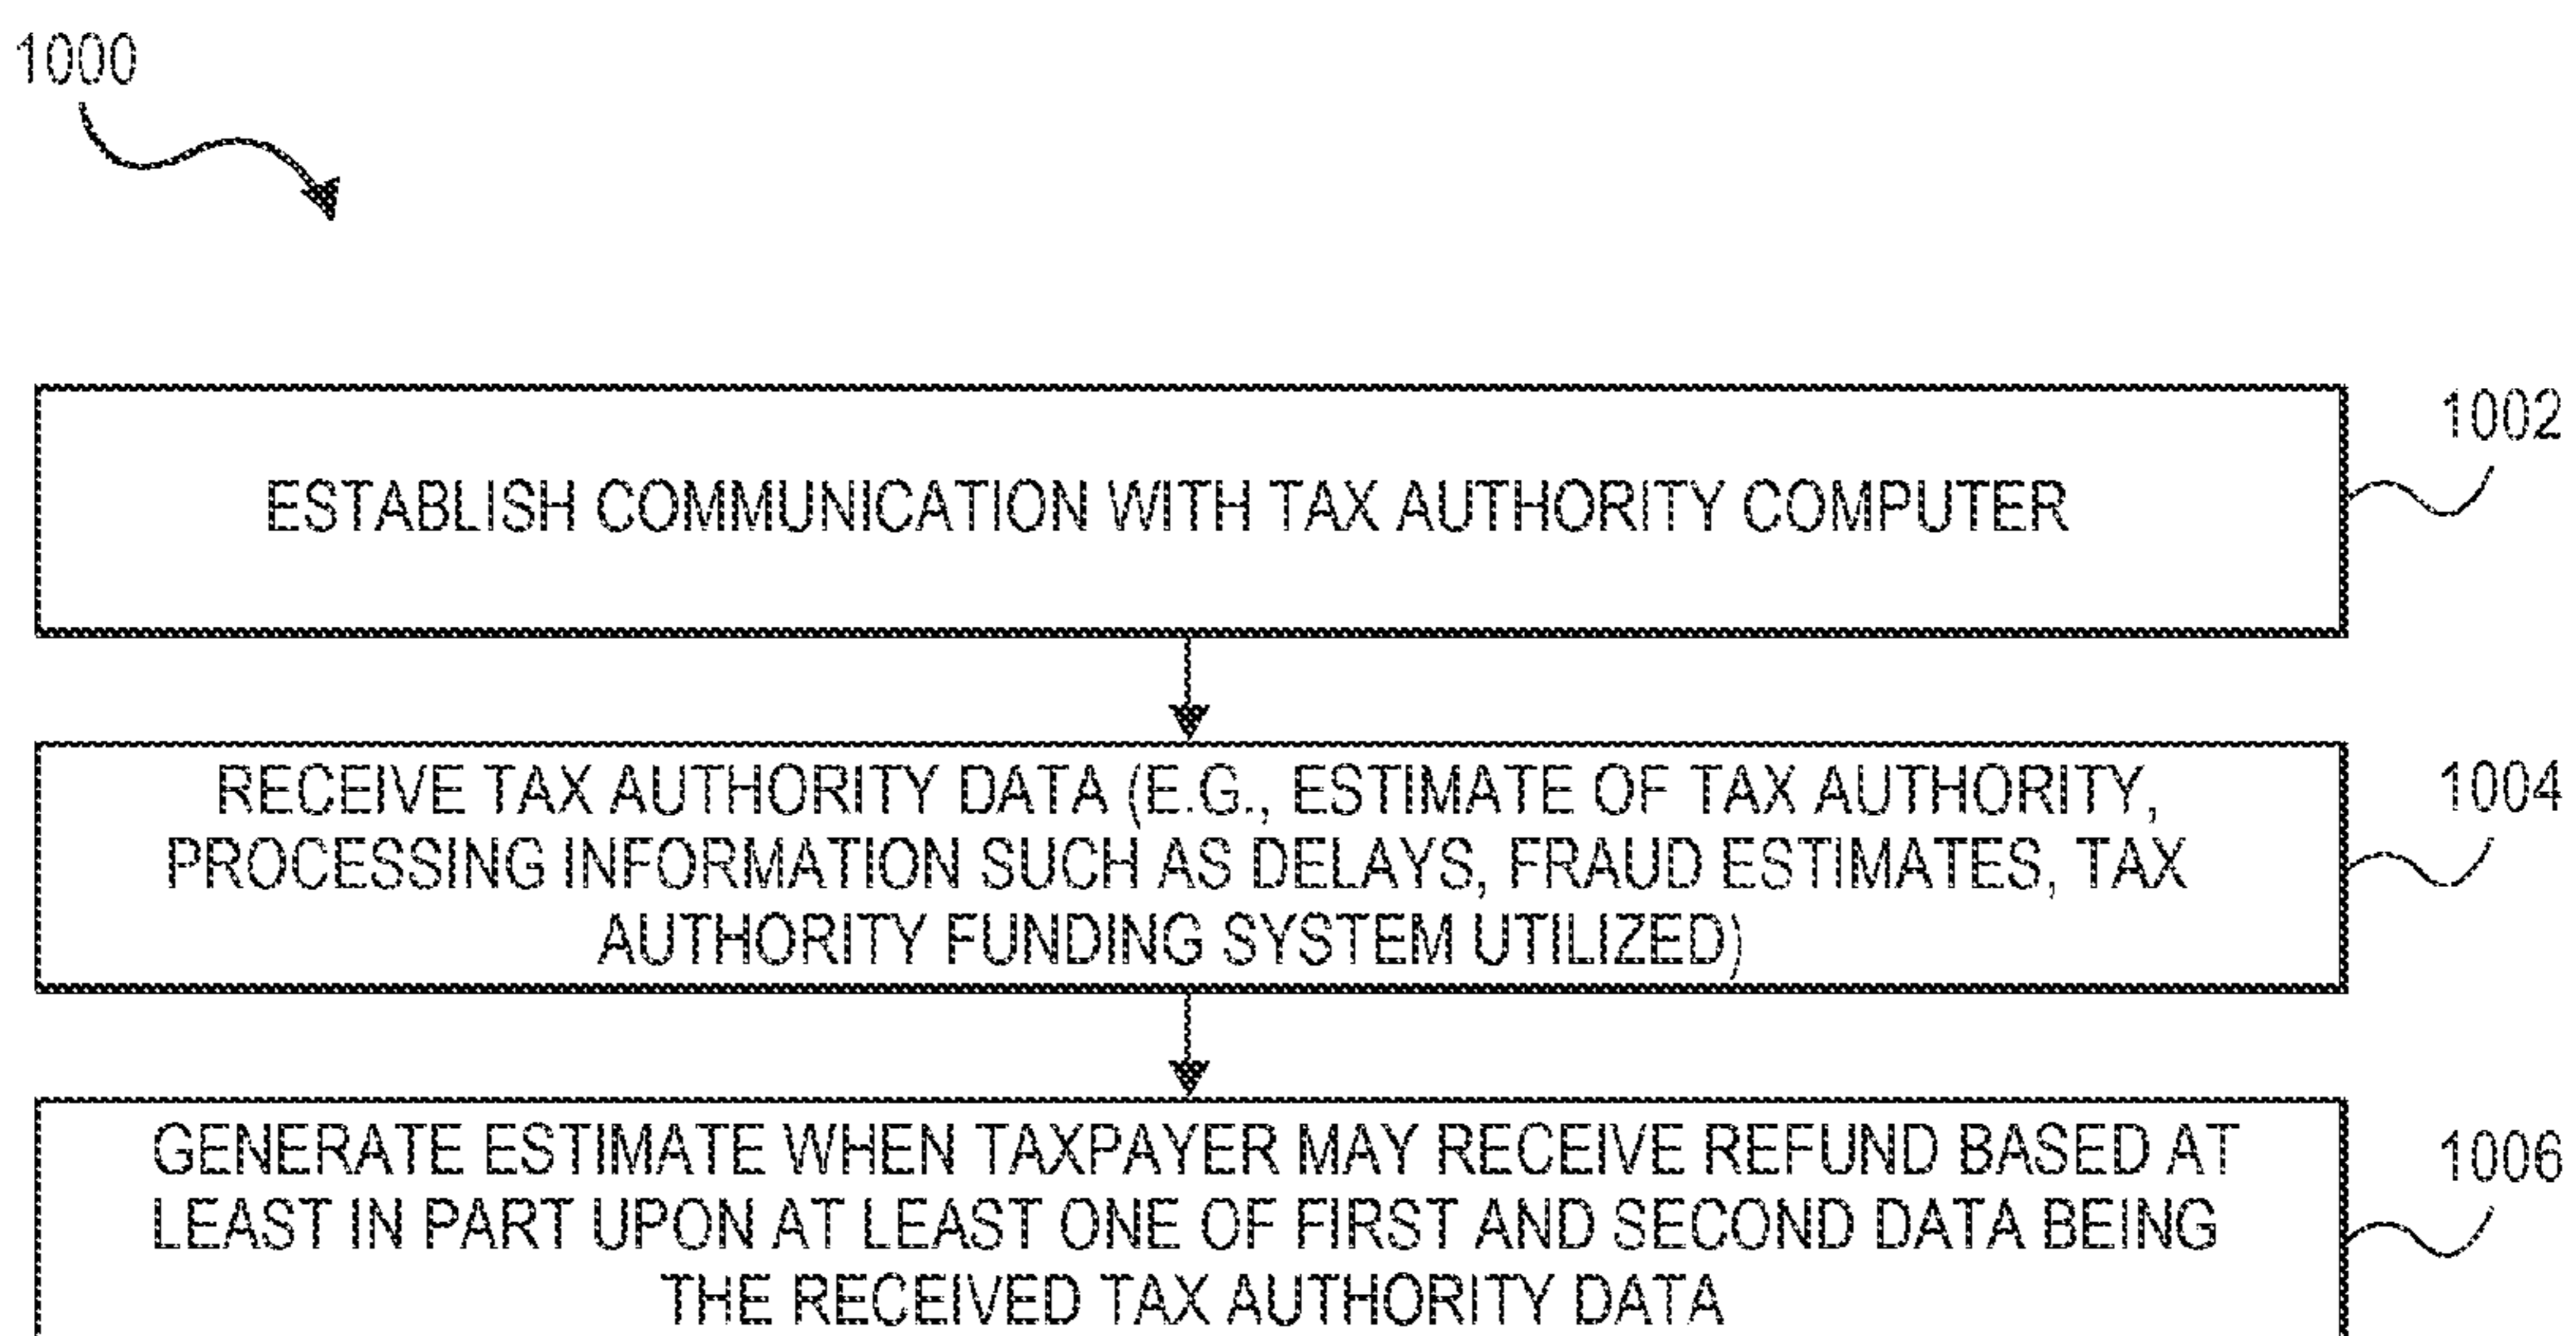 1000
ESTABLISH COMMUNICATION WITH TAX AUTHORITY COMPUTER
1002
RECEIVE TAX AUTHORITY DATA (E.G., ESTIMATE OF TAX AUTHORITY,
PROCESSING INFORMATION SUCH AS DELAYS, FRAUD ESTIMATES, TAX
AUTHORITY FUNDING SYSTEM UTILIZED)
1004
GENERATE ESTIMATE WHEN TAXPAYER MAY RECEIVE REFUND BASED AT
LEAST IN PART UPON AT LEAST ONE OF FIRST AND SECOND DATA BEING
THE RECEIVED TAX AUTHORITY DATA
1006